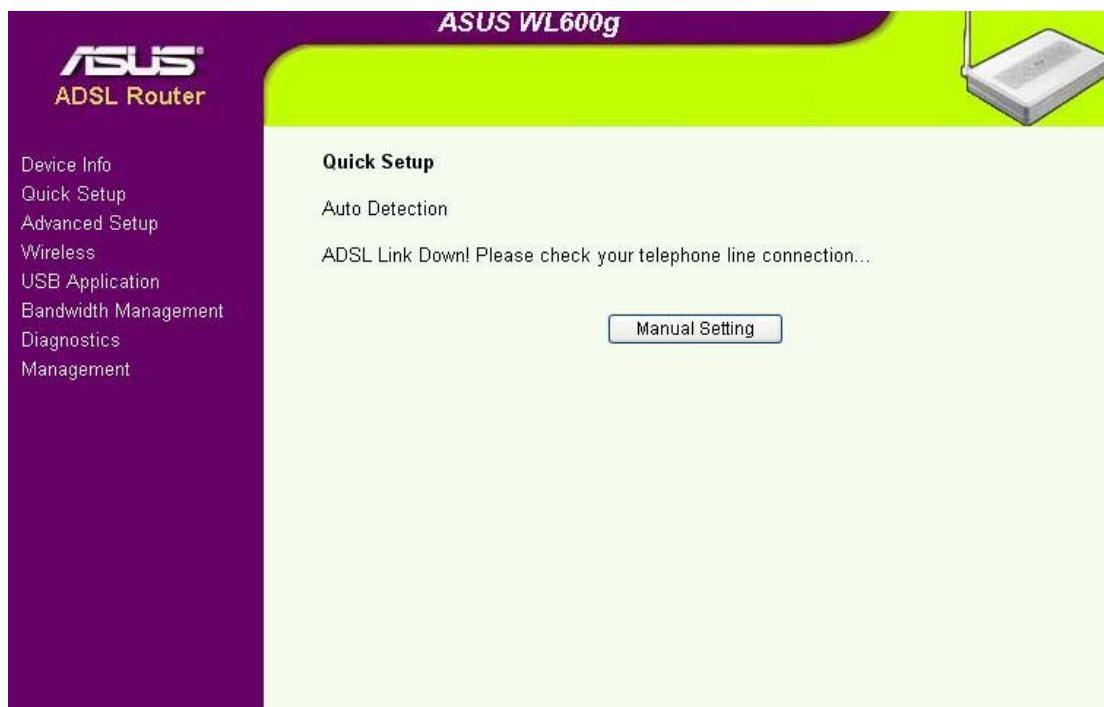 ASUS WL600g
ASUS®
ADSL Router
Device Info
Quick Setup
Advanced Setup
Wireless
USB Application
Bandwidth Management
Diagnostics
Management
Quick Setup
Auto Detection
ADSL Link Down! Please check your telephone line connection...
Manual Setting